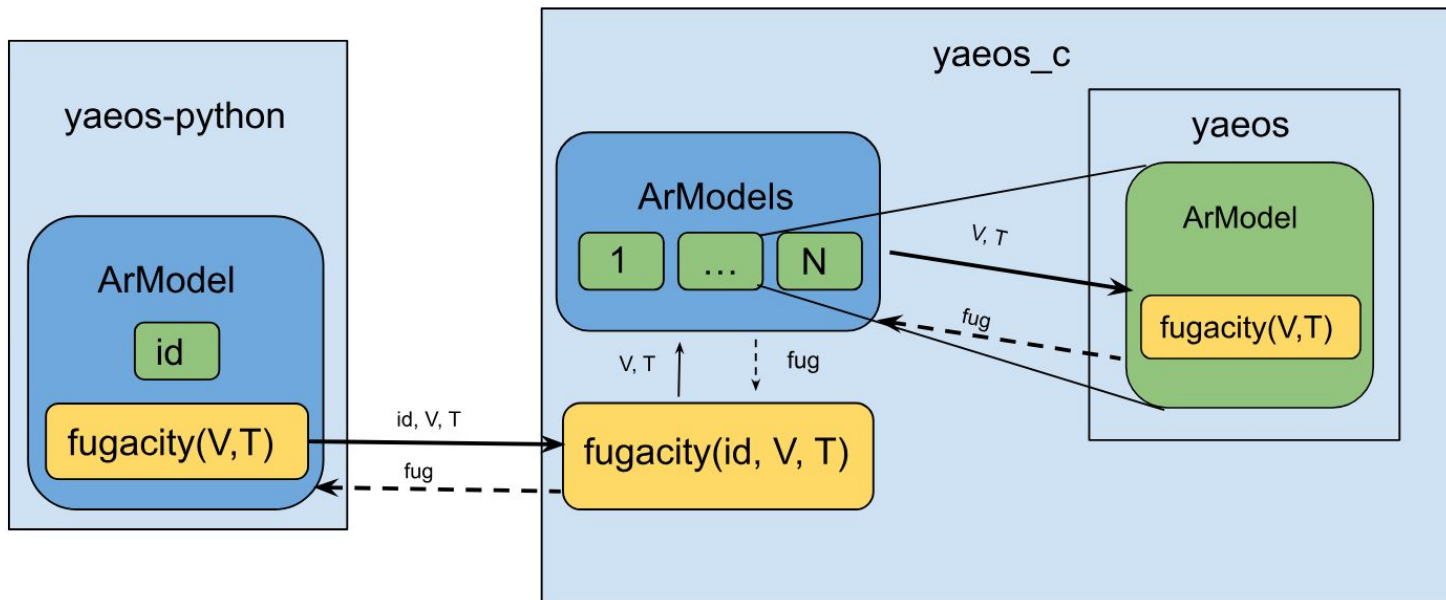 yaeos-python
ArModel
id
fugacity(V,T)
id, V, T
fug
yaeos_c
ArModels
1
...
N
V, T
fug
fugacity(id, V, T)
V, T
fug
yaeos
ArModel
fugacity(V,T)